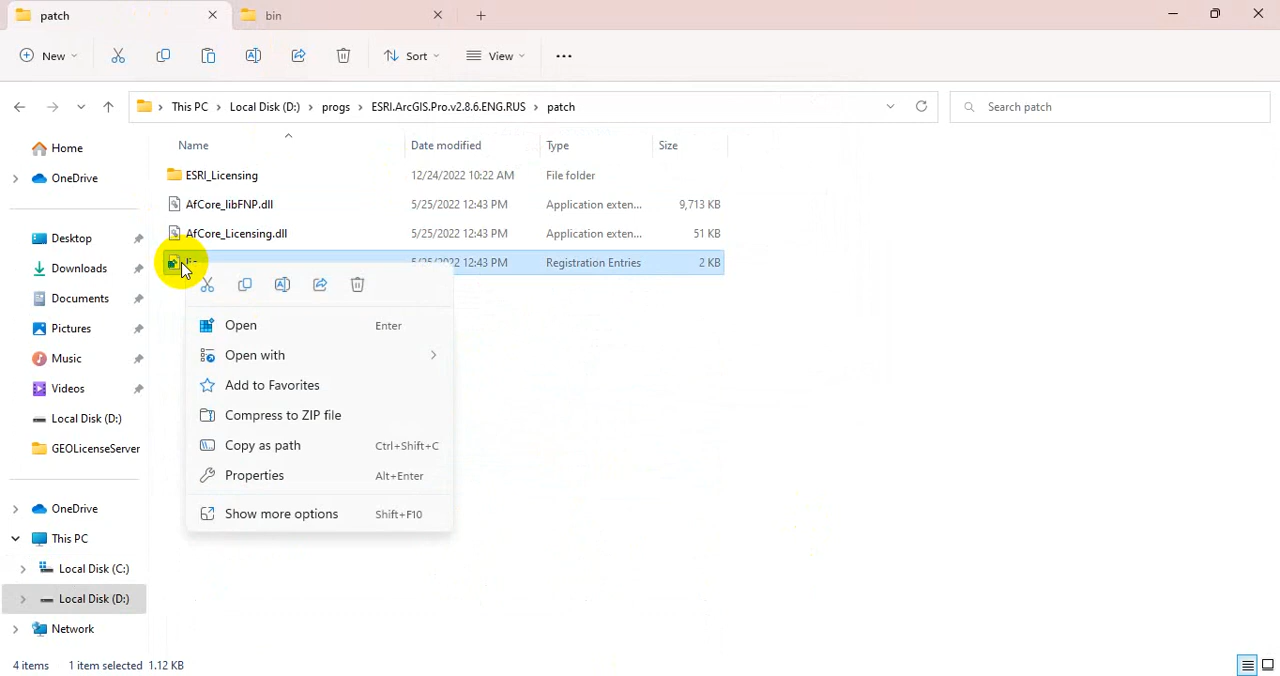 patch
bin
New
Sort
View
This PC > Local Disk (D:) > progs > ESRI.ArcGIS.Pro.v2.8.6.ENG.RUS > patch
Search patch
Home
OneDrive
Desktop
Downloads
Documents
Pictures
Music
Videos
Local Disk (D:)
GEOLicenseServer
OneDrive
This PC
Local Disk (C:)
Local Disk (D:)
Network
Name Date modified Type Size
ESRI_Licensing 12/24/2022 10:22 AM File folder
AfCore_libFNP.dll 5/25/2022 12:43 PM Application exten... 9,713 KB
AfCore_Licensing.dll 5/25/2022 12:43 PM Application exten... 51 KB
5/25/2022 12:43 PM Registration Entries 2 KB
Open Enter
Open with
Add to Favorites
Compress to ZIP file
Copy as path Ctrl+Shift+C
Properties Alt+Enter
Show more options Shift+F10
4 items 1 item selected 1.12 KB